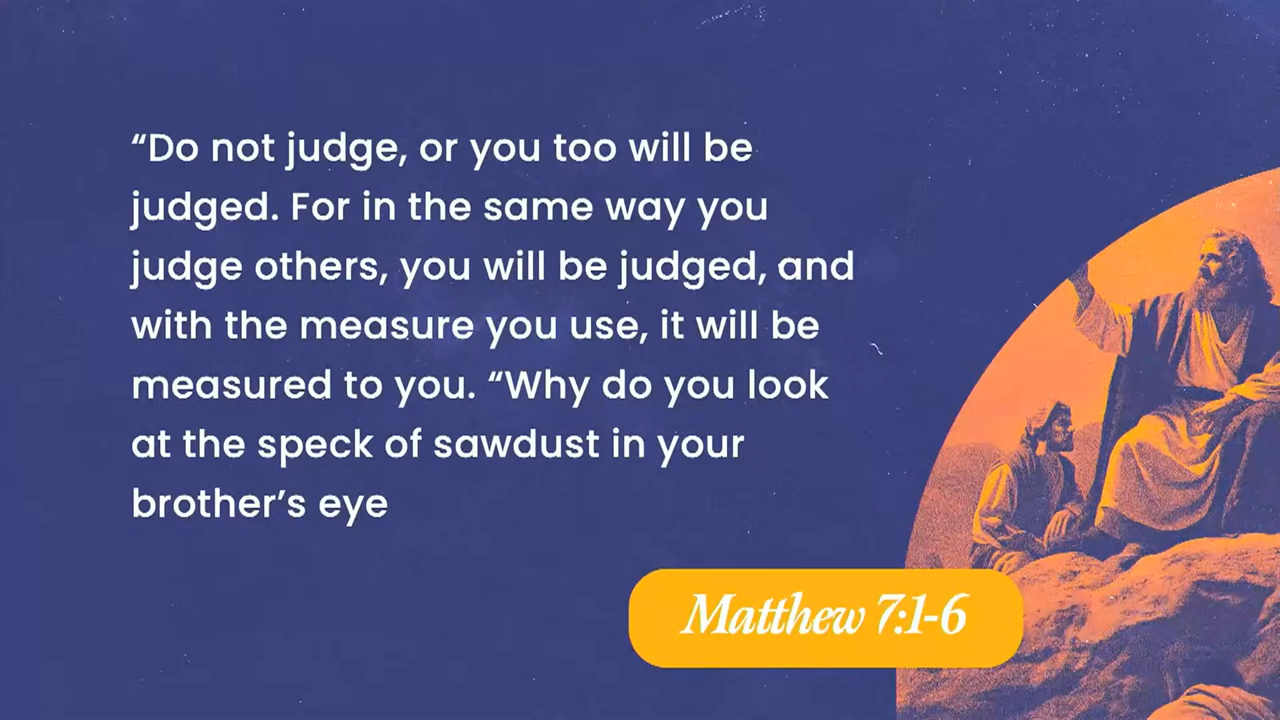 “Do not judge, or you too will be
judged. For in the same way you
judge others, you will be judged, and
with the measure you use, it will be
measured to you. “Why do you look
at the speck of sawdust in your
brother’s eye
Matthew 7:1-6